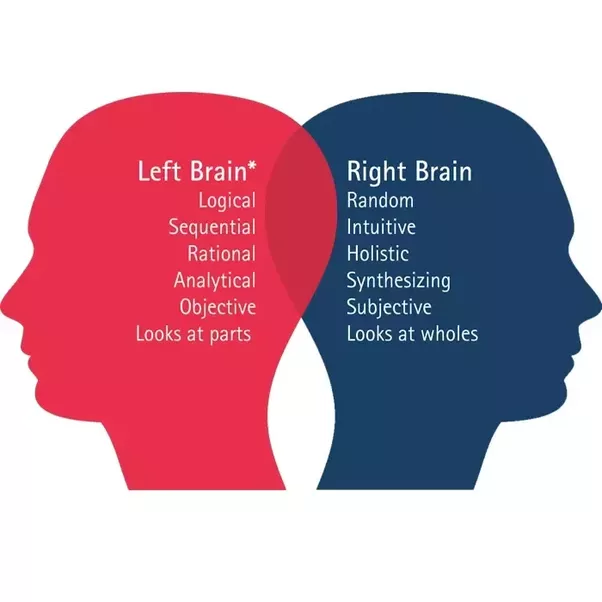 Left Brain*
Logical
Sequential
Rational
Analytical
Objective
Looks at parts
Right Brain
Random
Intuitive
Holistic
Synthesizing
Subjective
Looks at wholes